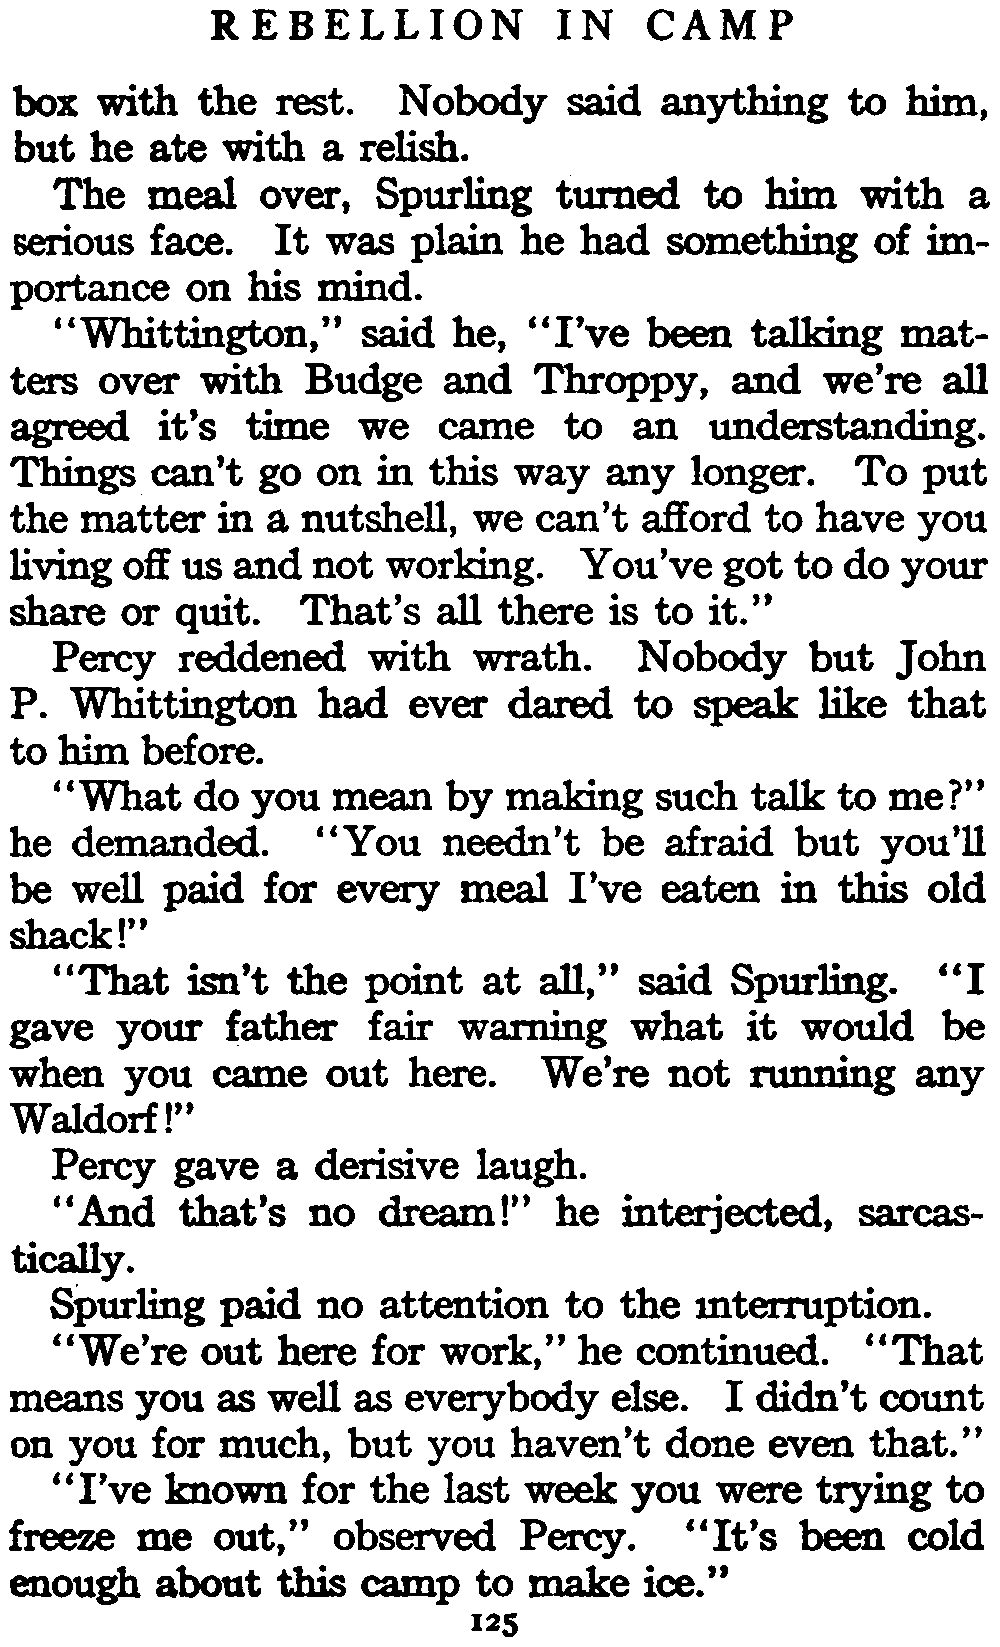 REBELLION IN CAMP
box with the rest. Nobody said anything to him,
but he ate with a relish.
The meal over, Spurling turned to him with a
serious face. It was plain he had something of im-
portance on his mind.
"Whittington," said he, "I've been talking mat-
ters over with Budge and Throppy, and we're all
agreed it's time we came to an understanding.
Things can't go on in this way any longer. To put
the matter in a nutshell, we can't afford to have you
living off us and not working. You've got to do your
share or quit. That's all there is to it."
Percy reddened with wrath. Nobody but John
P. Whittington had ever dared to speak like that
to him before.
"What do you mean by making such talk to me?"
he demanded. "You needn't be afraid but you'll
be well paid for every meal I've eaten in this old
shack!"
"That isn't the point at all," said Spurling. "I
gave your father fair warning what it would be
when you came out here. We're not running any
Waldorf!"
Percy gave a derisive laugh.
"And that's no dream!" he interjected, sarcas-
tically.
Spurling paid no attention to the interruption.
"We're out here for work," he continued. "That
means you as well as everybody else. I didn't count
on you for much, but you haven't done even that."
"I've known for the last week you were trying to
freeze me out," observed Percy. "It's been cold
enough about this camp to make ice."
125